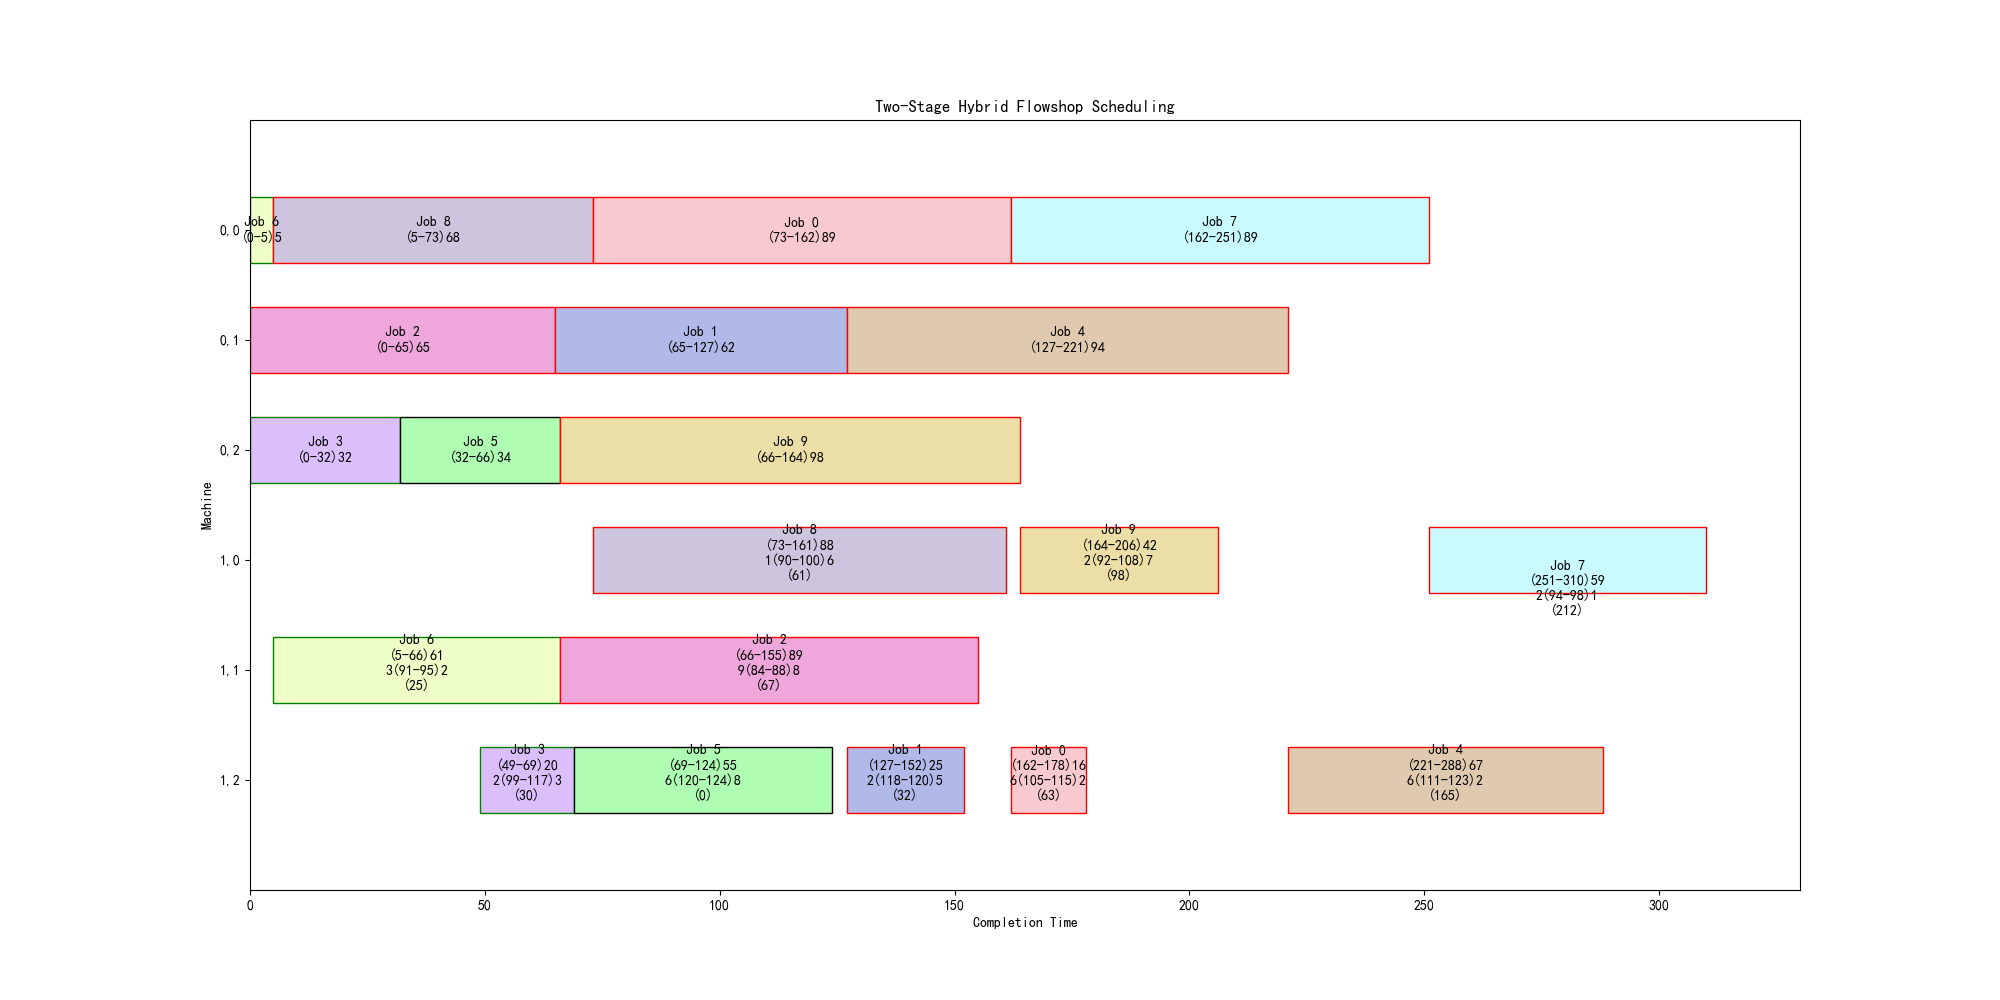 Two-Stage Hybrid Flowshop Scheduling
0,0
Job 6
(0-5)5
Job 8
(5-73)68
Job 0
(73-162)89
Job 7
(162-251)89
0,1
Job 2
(0-65)65
Job 1
(65-127)62
Job 4
(127-221)94
0,2
Job 3
(0-32)32
Job 5
(32-66)34
Job 9
(66-164)98
Machine
1,0
Job 8
(73-161)88
1(90-100)6
(61)
Job 9
(164-206)42
2(92-108)7
(98)
Job 7
(251-310)59
2(94-98)1
(212)
1,1
Job 6
(5-66)61
3(91-95)2
(25)
Job 2
(66-155)89
9(84-88)8
(67)
1,2
Job 3
(49-69)20
2(99-117)3
(30)
Job 5
(69-124)55
6(120-124)8
(0)
Job 1
(127-152)25
2(118-120)5
(32)
Job 0
(162-178)16
6(105-115)2
(63)
Job 4
(221-288)67
6(111-123)2
(165)
0 50 100 150 200 250 300
Completion Time